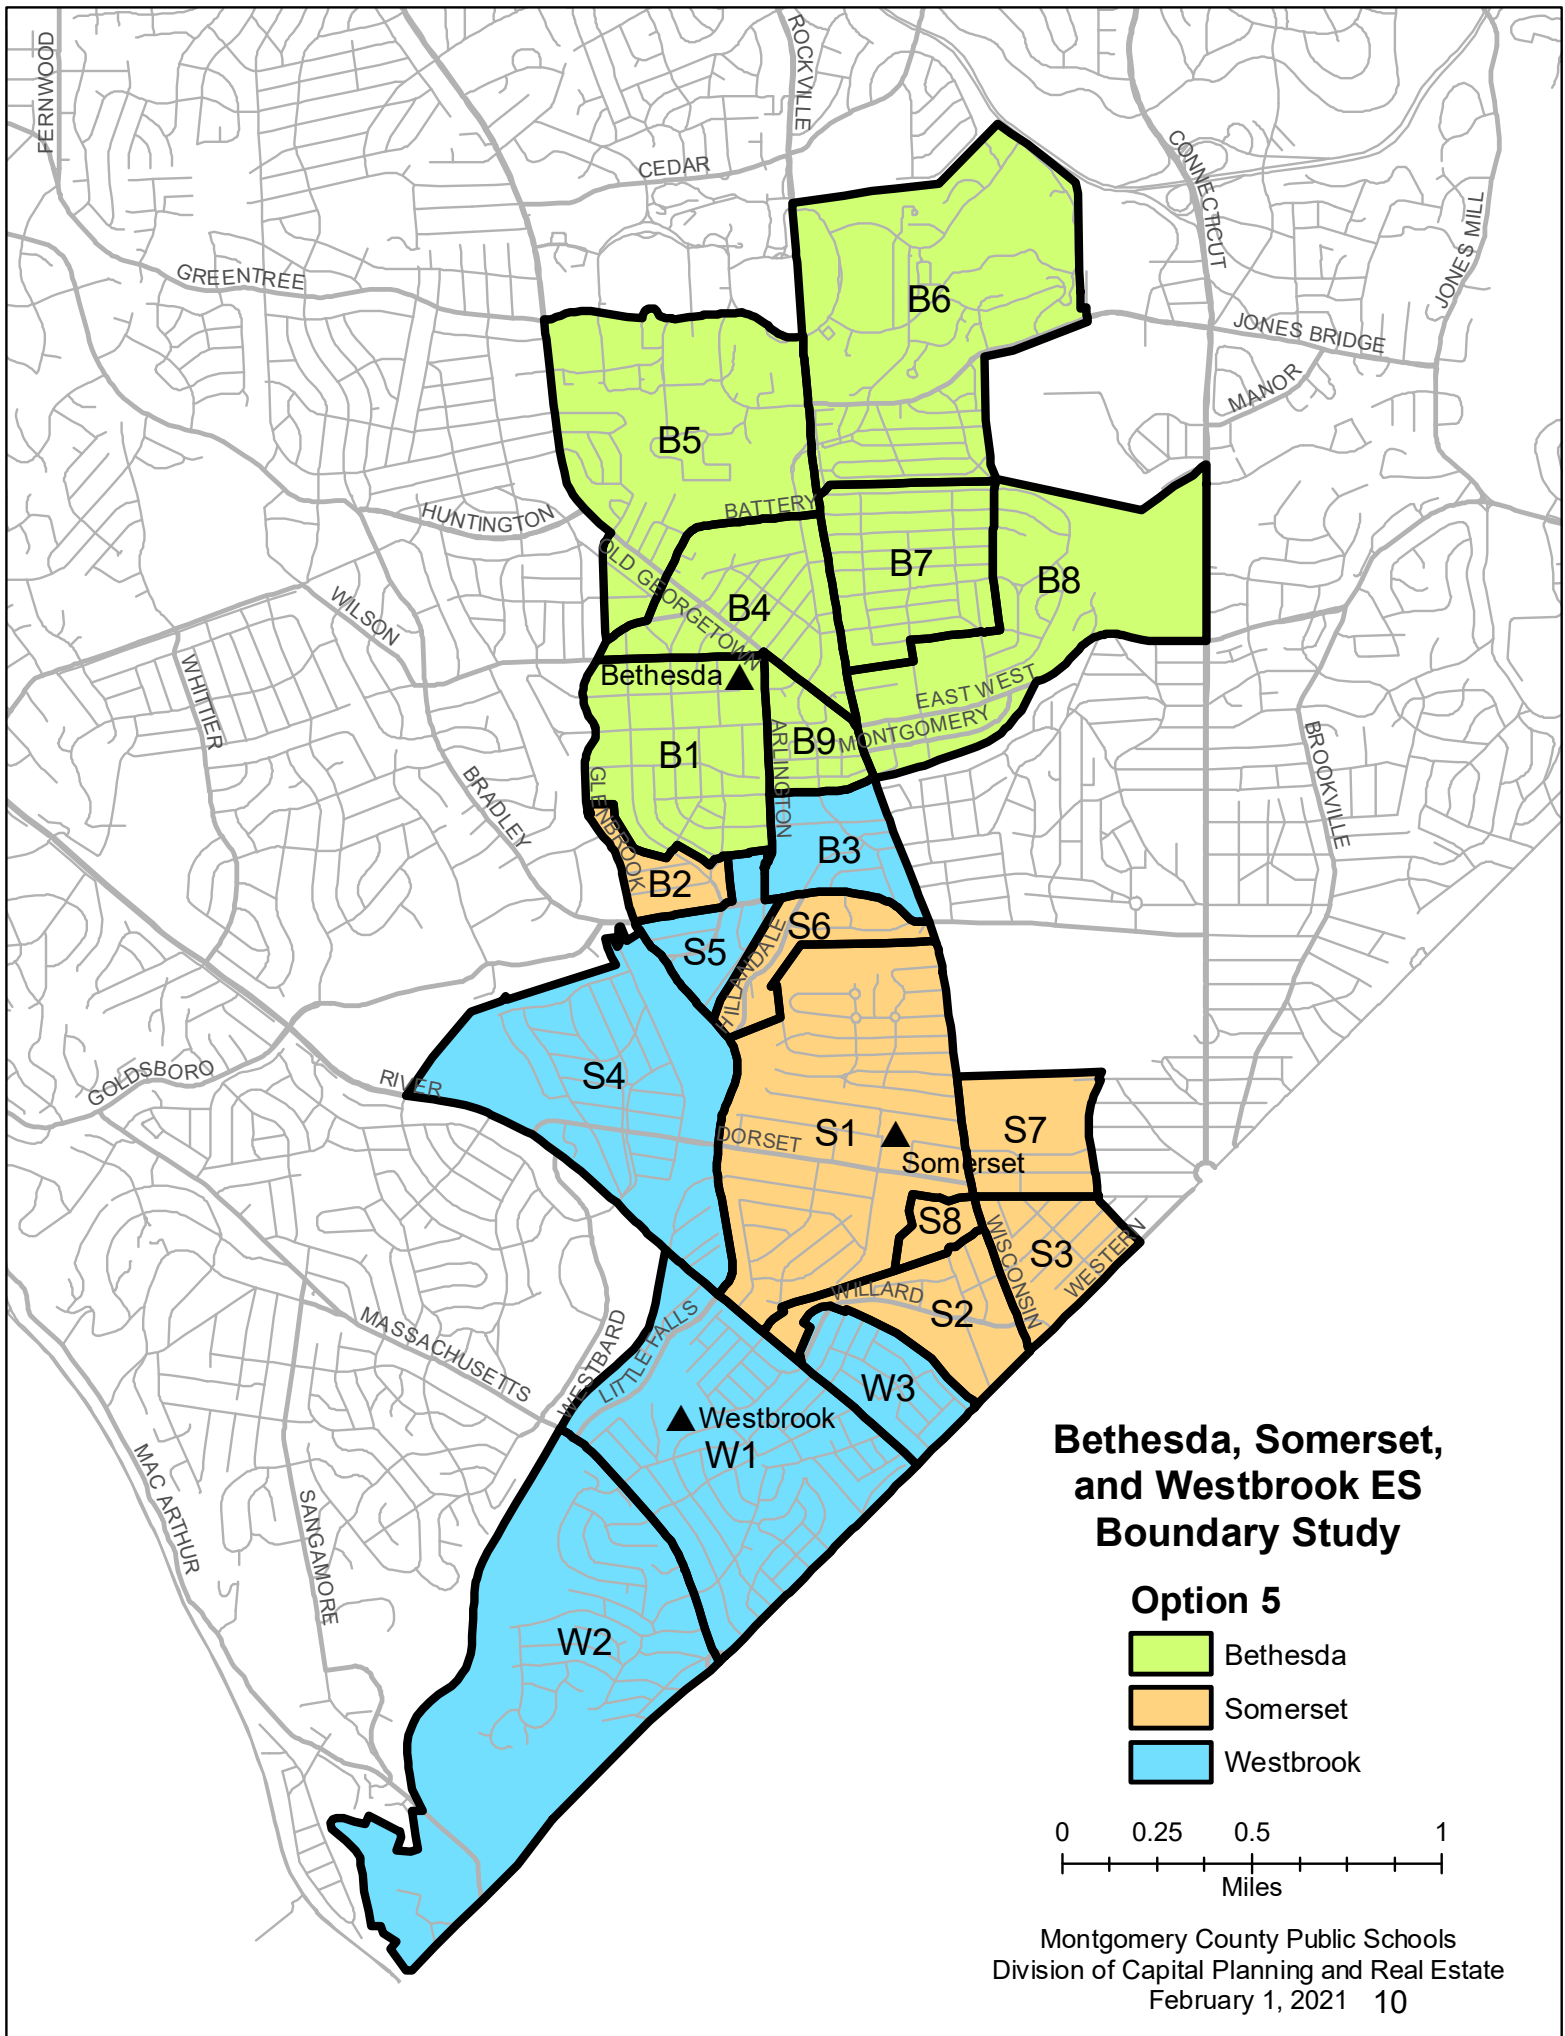 FERNWOOD
ROCKVILLE
CEDAR
CONNECTICUT
JONES MILL
GREENTREE
B6
JONES BRIDGE
MANOR
B5
BATTERY
HUNTINGTON
OLD GEORGETOWN
B7
B8
B4
WILSON
WHITTIER
Bethesda
EAST WEST
MONTGOMERY
ARLINGTON
B9
B1
BROOKVILLE
GLENBROOK
BRADLEY
B3
B2
S6
S5
HILLANDALE
S4
GOLDSBORO
RIVER
DORSET
S1
S7
Somerset
S8
WISCONSIN
S3
WESTERN
WILLARD
S2
MASSACHUSETTS
WESTBARD
LITTLE FALLS
W3
Westbrook
W1
MAC ARTHUR
SANGAMORE
W2
Bethesda, Somerset,
and Westbrook ES
Boundary Study
Option 5
Bethesda
Somerset
Westbrook
0 0.25 0.5 1
Miles
Montgomery County Public Schools
Division of Capital Planning and Real Estate
February 1, 2021 10